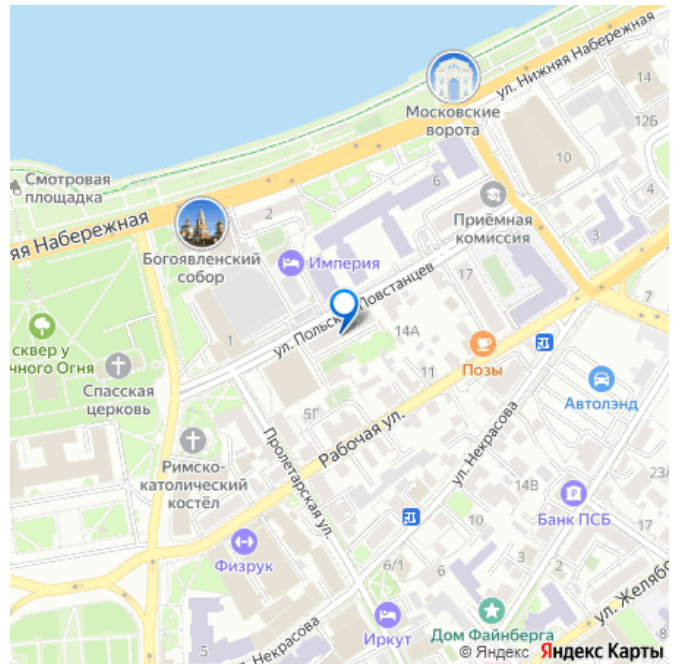 ул. Нижняя Набережная
14
Московские
ворота
12Б
10
Смотровая
площадка
6
4
2
Приёмная
комиссия
яя Набережная
Богоявленский
собор
Империя
17
7
ул. Польских Повстанцев
14А
1
сквер у
чного Огня
Позы
Спасская
церковь
11
Автолэнд
5Г
Рабочая ул.
ул. Некрасова
Пролетарская ул.
Римско-
католический
костёл
14В
23А
Банк ПСБ
10
17
Физрук
6/1
3
2
ул. Желябо
5
Иркут
Дом Файнберга
ул. Некрасова
© Яндекс Яндекс Карты